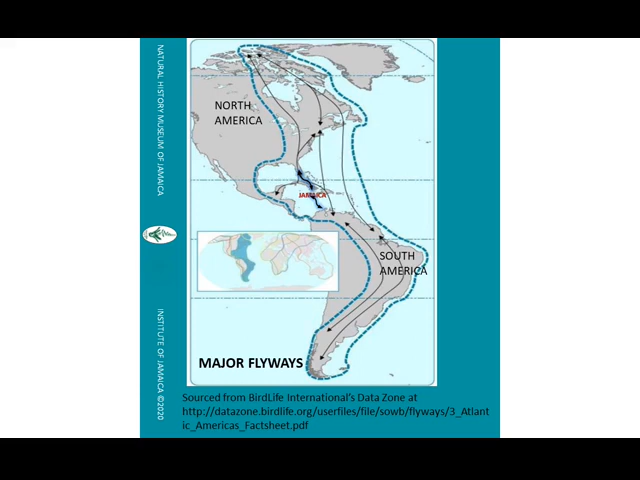 NATURAL HISTORY MUSEUM OF JAMAICA
INSTITUTE OF JAMAICA ©2020
NORTH
AMERICA
JAMAICA
SOUTH
AMERICA
MAJOR FLYWAYS
Sourced from BirdLife International's Data Zone at
http://datazone.birdlife.org/userfiles/file/sowb/flyways/3_Atlant
ic_Americas_Factsheet.pdf